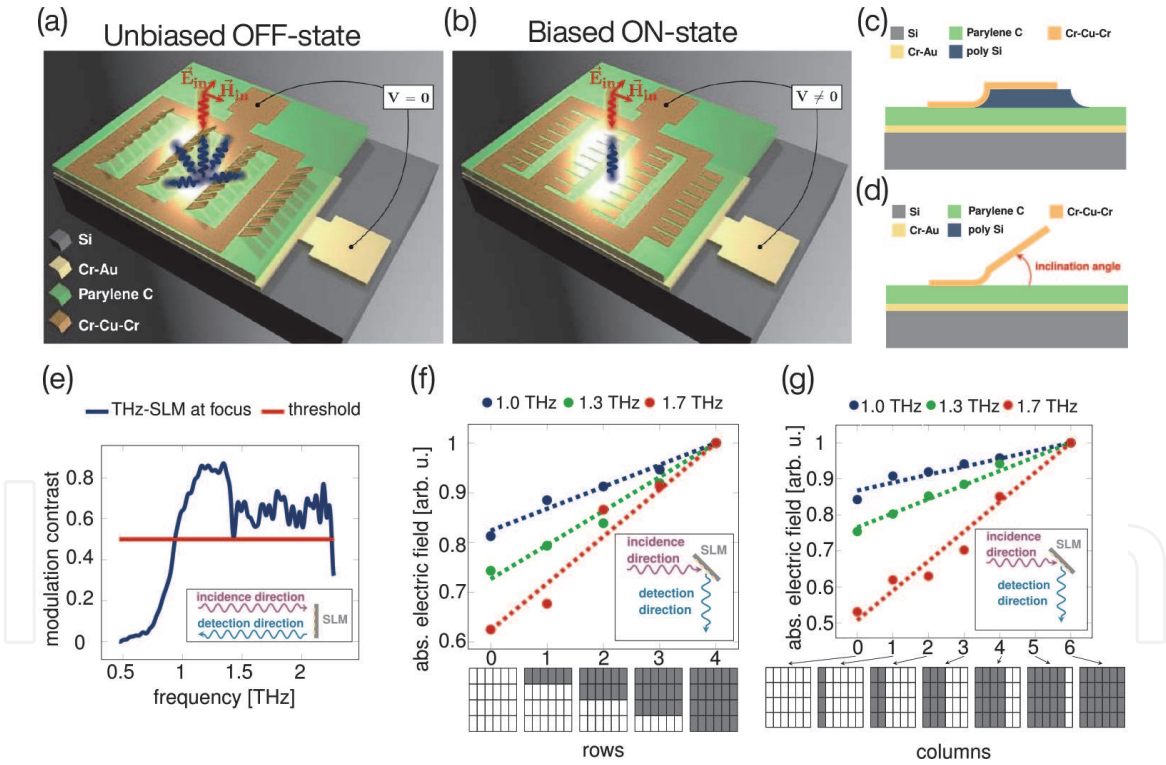 (a)
Unbiased OFF-state
E in
H in
V = 0
Si
Cr-Au
Parylene C
Cr-Cu-Cr
(b)
Biased ON-state
E in
H in
V ≠ 0
(c)
Si Parylene C Cr-Cu-Cr
Cr-Au poly Si
(d)
Si Parylene C Cr-Cu-Cr
Cr-Au poly Si
inclination angle
(e)
THz-SLM at focus threshold
modulation contrast
0.8
0.6
0.4
0.2
0
incidence direction
detection direction
SLM
0.5 1 1.5 2
frequency [THz]
(f)
1.0 THz 1.3 THz 1.7 THz
abs. electric field [arb. u.]
1
0.9
0.8
0.7
0.6
incidence
direction
SLM
detection
direction
0 1 2 3 4
rows
(g)
1.0 THz 1.3 THz 1.7 THz
abs. electric field [arb. u.]
1
0.9
0.8
0.7
0.6
0.5
incidence
direction
SLM
detection
direction
0 1 2 3 4 5 6
columns